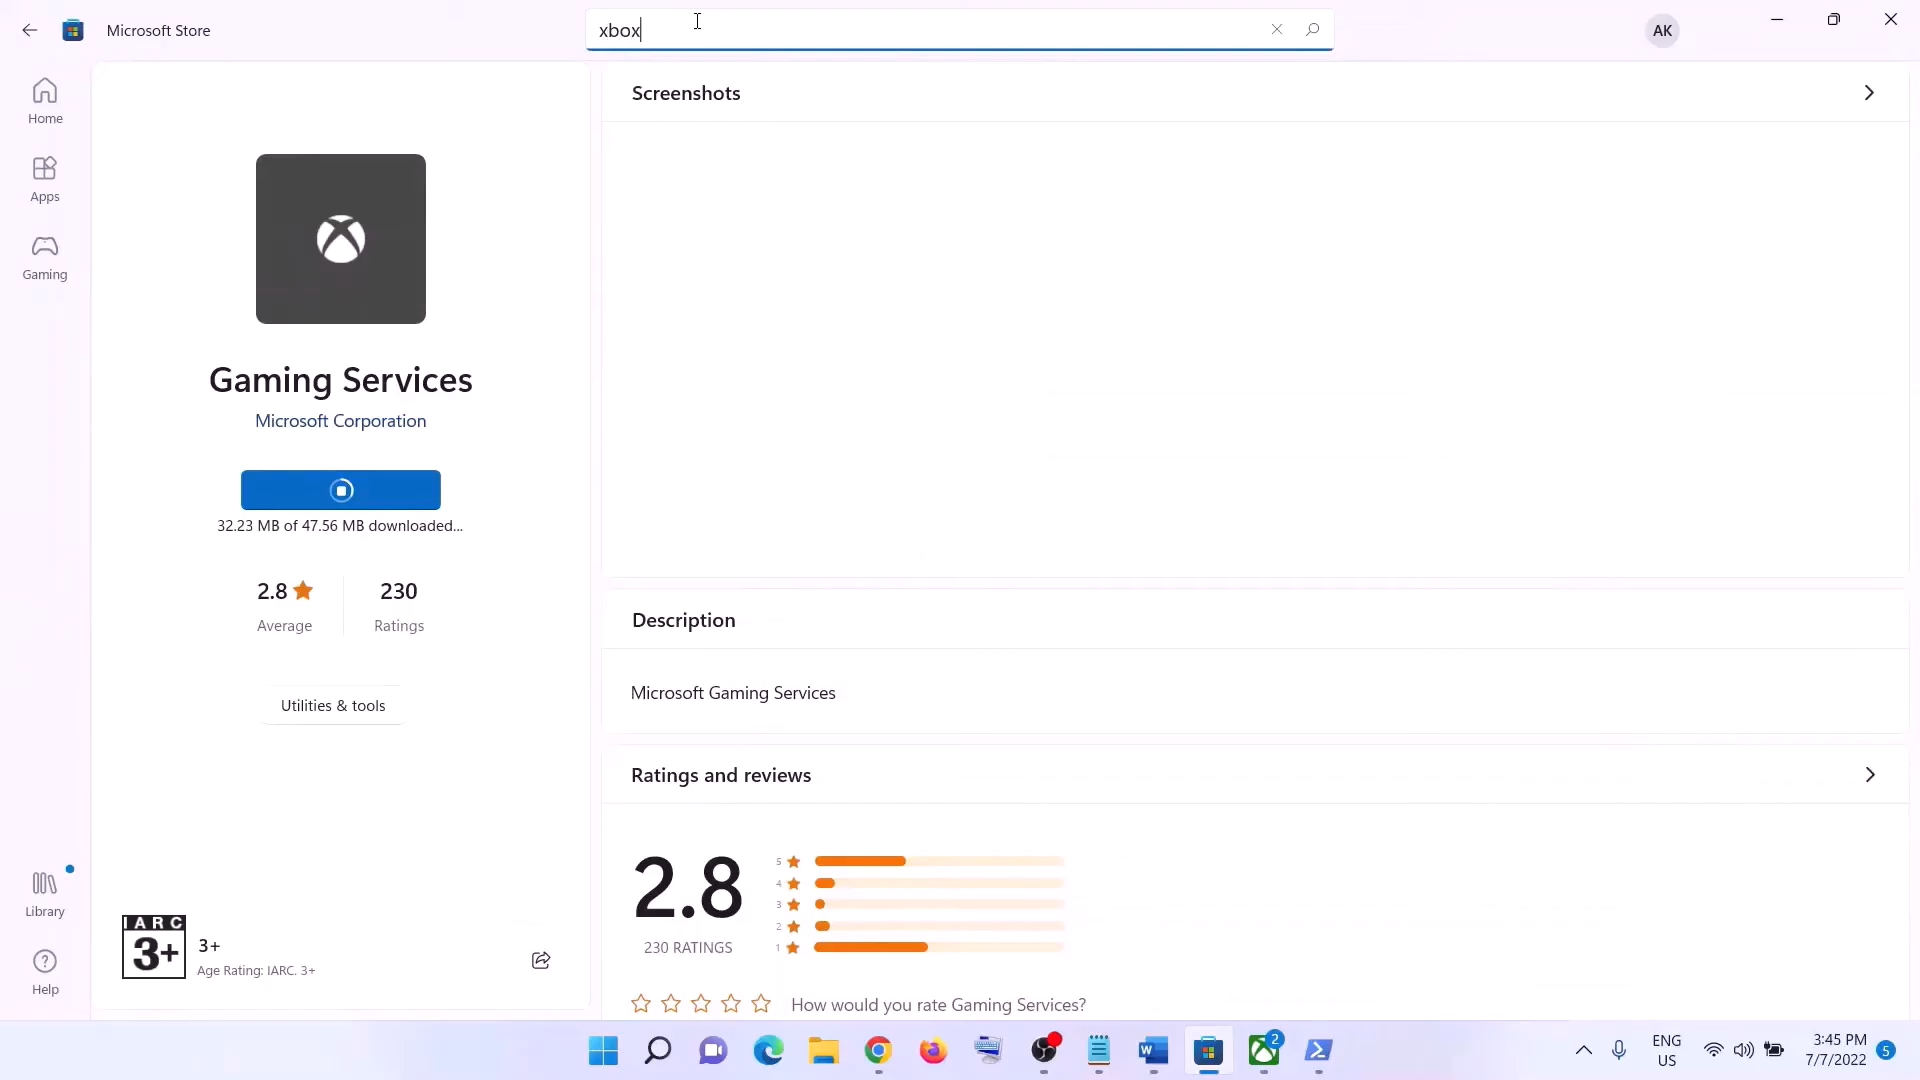 Microsoft Store
xbox
AK
Home
Apps
Gaming
Library
Help
Gaming Services
Microsoft Corporation
32.23 MB of 47.56 MB downloaded...
2.8
Average
230
Ratings
Utilities & tools
IARC
3+
3+
Age Rating: IARC. 3+
Screenshots
Description
Microsoft Gaming Services
Ratings and reviews
2.8
230 RATINGS
5
4
3
2
1
How would you rate Gaming Services?
W
2
ENG
US
3:45 PM
7/7/2022
5